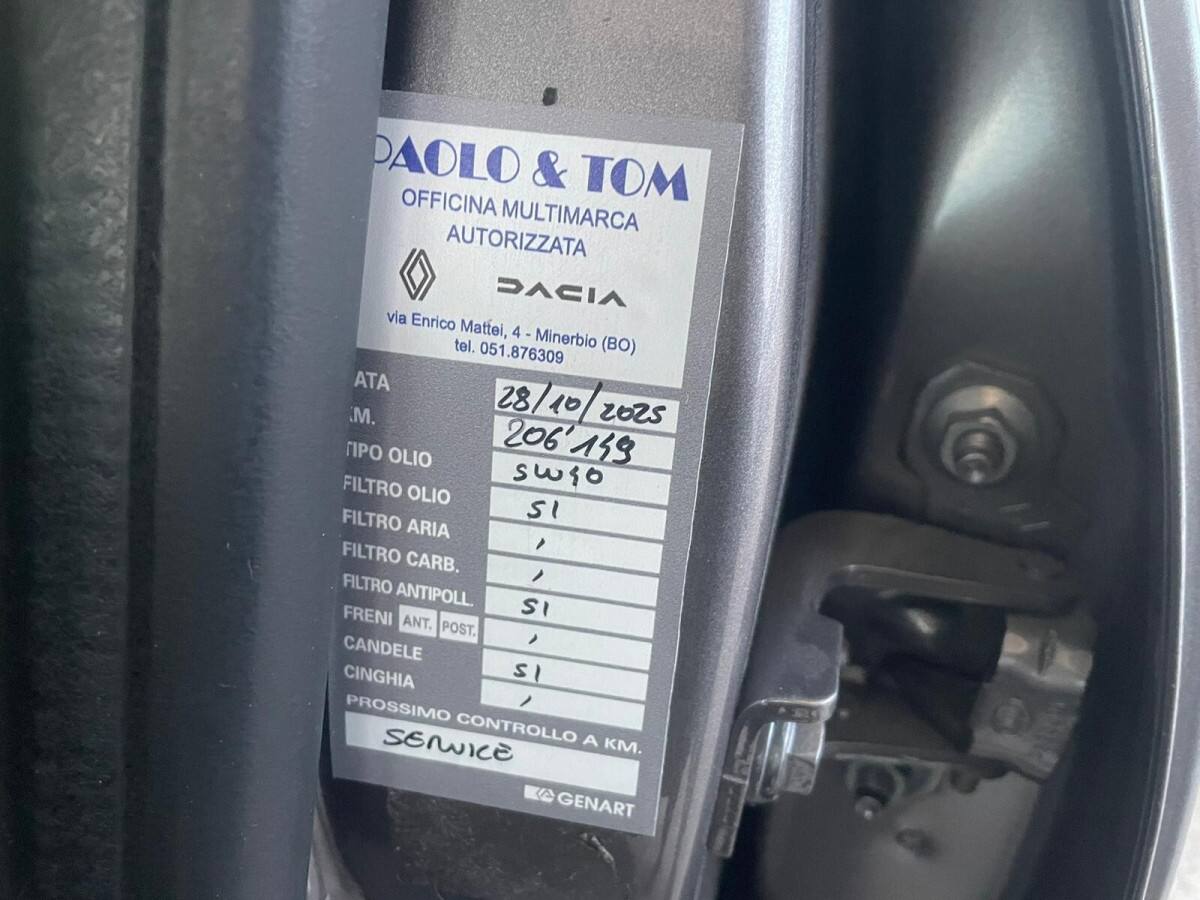 PAOLO & TOM
OFFICINA MULTIMARCA
AUTORIZZATA
DACIA
via Enrico Mattei, 4 - Minerbio (BO)
tel. 051.876309
ATA 28/10/2025
KM. 206'149
TIPO OLIO 5W40
FILTRO OLIO SI
FILTRO ARIA ,
FILTRO CARB. ,
FILTRO ANTIPOLL. SI
FRENI ANT. POST. ,
CANDELE SI
CINGHIA ,
PROSSIMO CONTROLLO A KM.
SERVICE
GENART